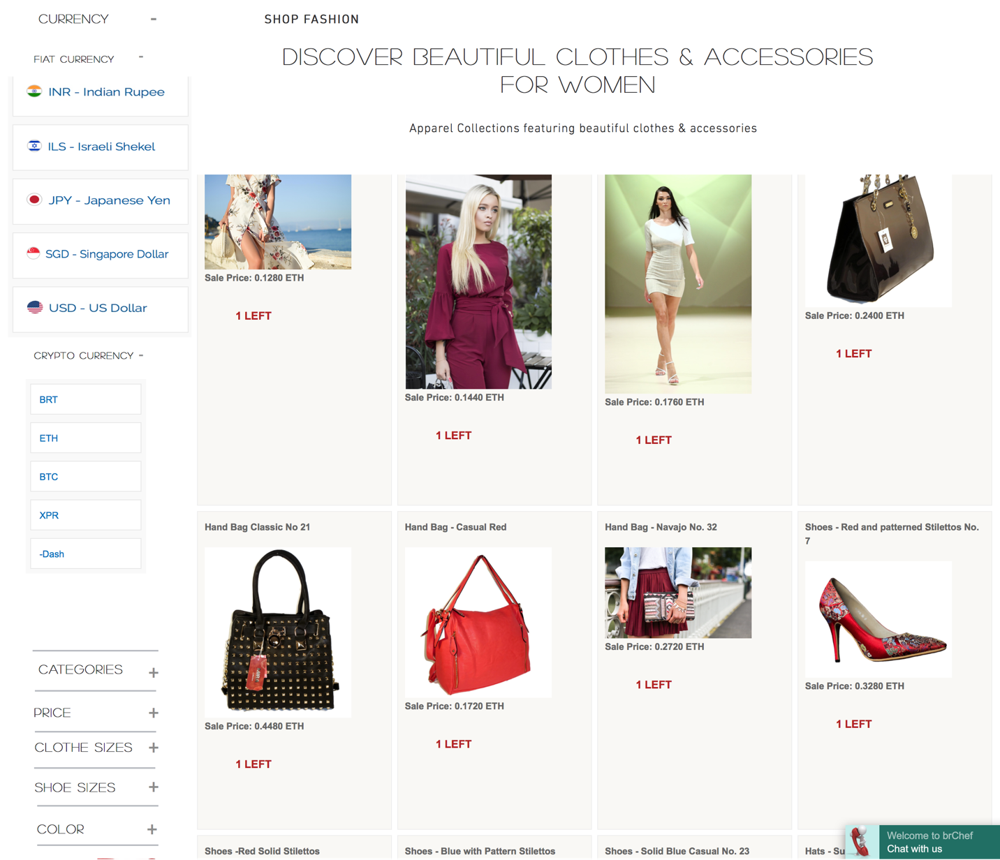 CURRENCY -
FIAT CURRENCY -
INR - Indian Rupee
ILS - Israeli Shekel
JPY - Japanese Yen
SGD - Singapore Dollar
USD - US Dollar
CRYPTO CURRENCY -
BRT
ETH
BTC
XPR
-Dash
CATEGORIES +
PRICE +
CLOTHE SIZES +
SHOE SIZES +
COLOR +
SHOP FASHION
DISCOVER BEAUTIFUL CLOTHES & ACCESSORIES
FOR WOMEN
Apparel Collections featuring beautiful clothes & accessories
Sale Price: 0.1280 ETH
1 LEFT
Sale Price: 0.1440 ETH
1 LEFT
Sale Price: 0.1760 ETH
1 LEFT
Sale Price: 0.2400 ETH
1 LEFT
Hand Bag Classic No 21
Sale Price: 0.4480 ETH
1 LEFT
Hand Bag - Casual Red
Sale Price: 0.1720 ETH
1 LEFT
Hand Bag - Navajo No. 32
Sale Price: 0.2720 ETH
1 LEFT
Shoes - Red and patterned Stilettos No.
7
Sale Price: 0.3280 ETH
1 LEFT
Shoes -Red Solid Stilettos
Shoes - Blue with Pattern Stilettos
Shoes - Solid Blue Casual No. 23
Hats - Su
Welcome to brChef
Chat with us